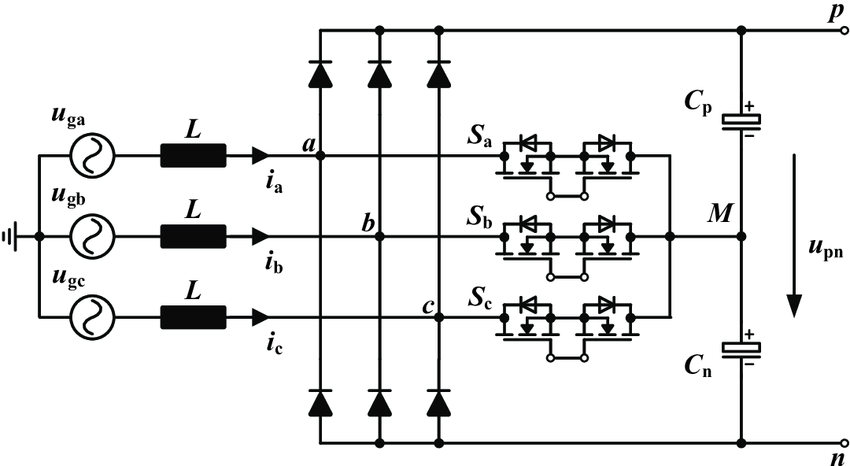 p
u_ga
L
C_p
+
−
S_a
a
i_a
u_gb
L
M
S_b
b
i_b
u_pn
u_gc
L
S_c
c
+
−
C_n
i_c
n